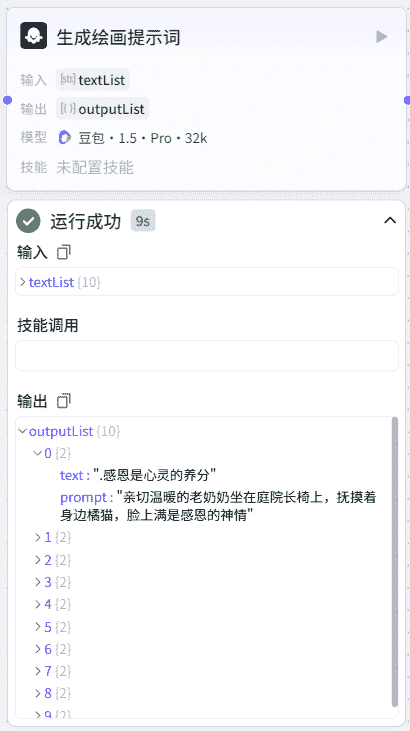 生成绘画提示词
输入 [str] textList
输出 [{}] outputList
模型 豆包·1.5·Pro·32k
技能 未配置技能
运行成功 9s
输入
textList {10}
技能调用
输出
outputList {10}
0 {2}
text : ".感恩是心灵的养分"
prompt : "亲切温暖的老奶奶坐在庭院长椅上，抚摸着
身边橘猫，脸上满是感恩的神情"
1 {2}
2 {2}
3 {2}
4 {2}
5 {2}
6 {2}
7 {2}
8 {2}
9 {2}